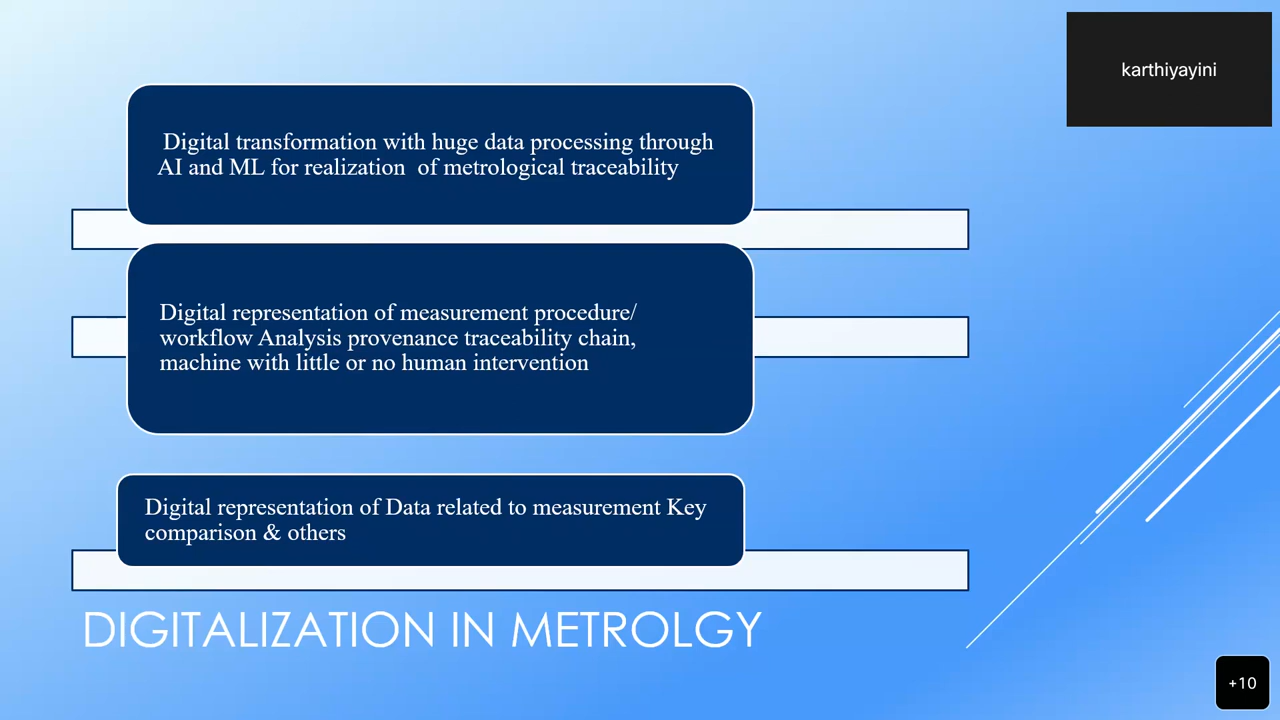 karthiyayini
Digital transformation with huge data processing through
AI and ML for realization  of metrological traceability
Digital representation of measurement procedure/
workflow Analysis provenance traceability chain,
machine with little or no human intervention
Digital representation of Data related to measurement Key
comparison & others
DIGITALIZATION IN METROLGY
+10